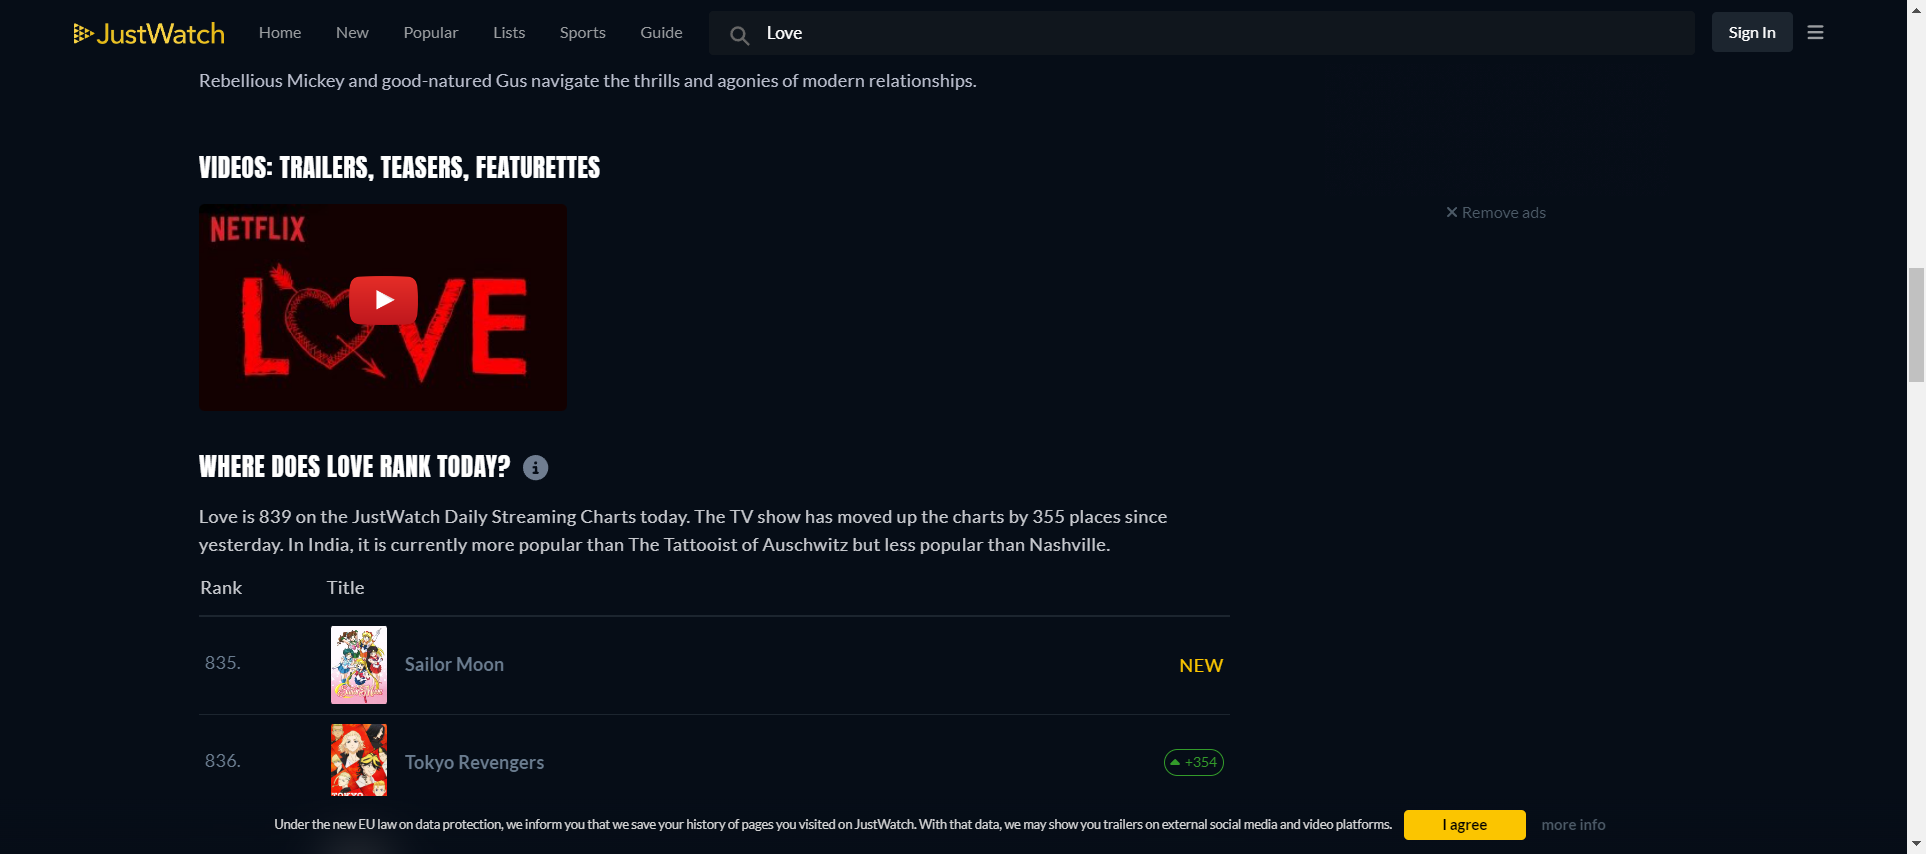 JustWatch Home New Popular Lists Sports Guide Love Sign In
Rebellious Mickey and good-natured Gus navigate the thrills and agonies of modern relationships.
VIDEOS: TRAILERS, TEASERS, FEATURETTES
Remove ads
NETFLIX
LOVE
WHERE DOES LOVE RANK TODAY?
Love is 839 on the JustWatch Daily Streaming Charts today. The TV show has moved up the charts by 355 places since
yesterday. In India, it is currently more popular than The Tattooist of Auschwitz but less popular than Nashville.
Rank Title
835. Sailor Moon NEW
836. Tokyo Revengers +354
Under the new EU law on data protection, we inform you that we save your history of pages you visited on JustWatch. With that data, we may show you trailers on external social media and video platforms. I agree more info